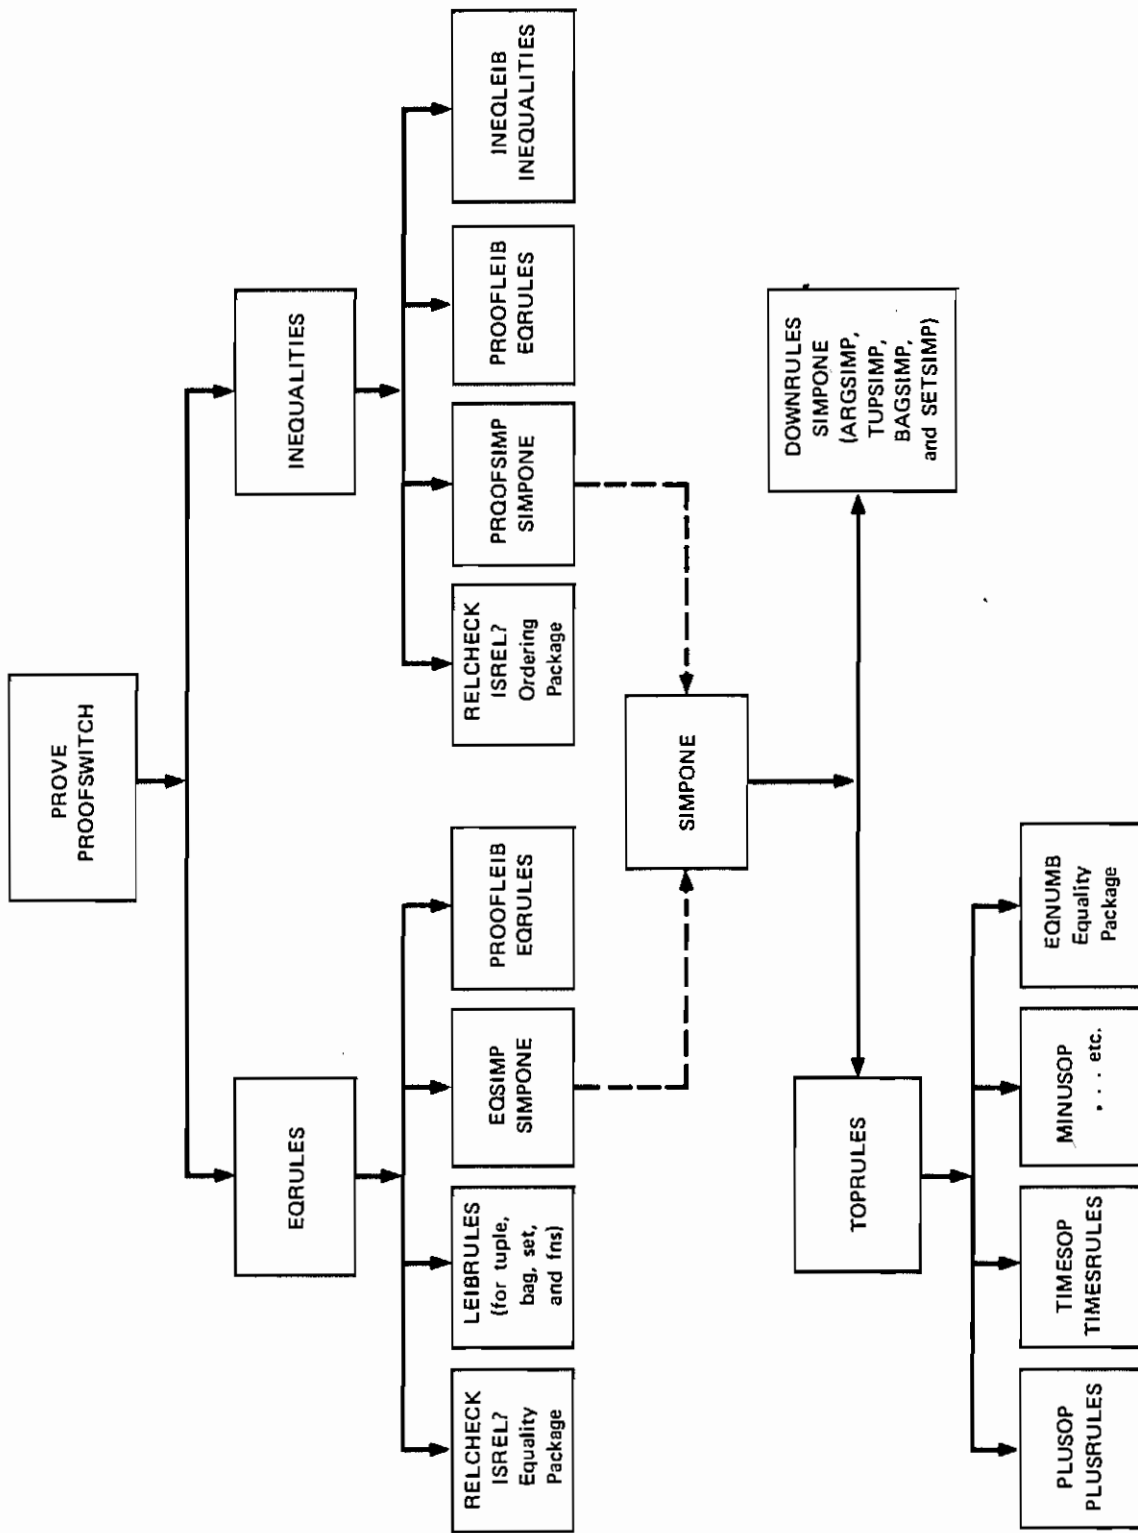 PROVE
PROOFSWITCH
EQRULES
INEQUALITIES
RELCHECK
ISREL?
Equality
Package
LEIBRULES
(for tuple,
bag, set,
and fns)
EQSIMP
SIMPONE
PROOFLEIB
EQRULES
RELCHECK
ISREL?
Ordering
Package
PROOFSIMP
SIMPONE
PROOFLEIB
EQRULES
INEQLEIB
INEQUALITIES
SIMPONE
TOPRULES
DOWNRULES
SIMPONE
(ARGSIMP,
TUPSIMP,
BAGSIMP,
and SETSIMP)
PLUSOP
PLUSRULES
TIMESOP
TIMESRULES
MINUSOP
. . . etc.
EQNUMB
Equality
Package